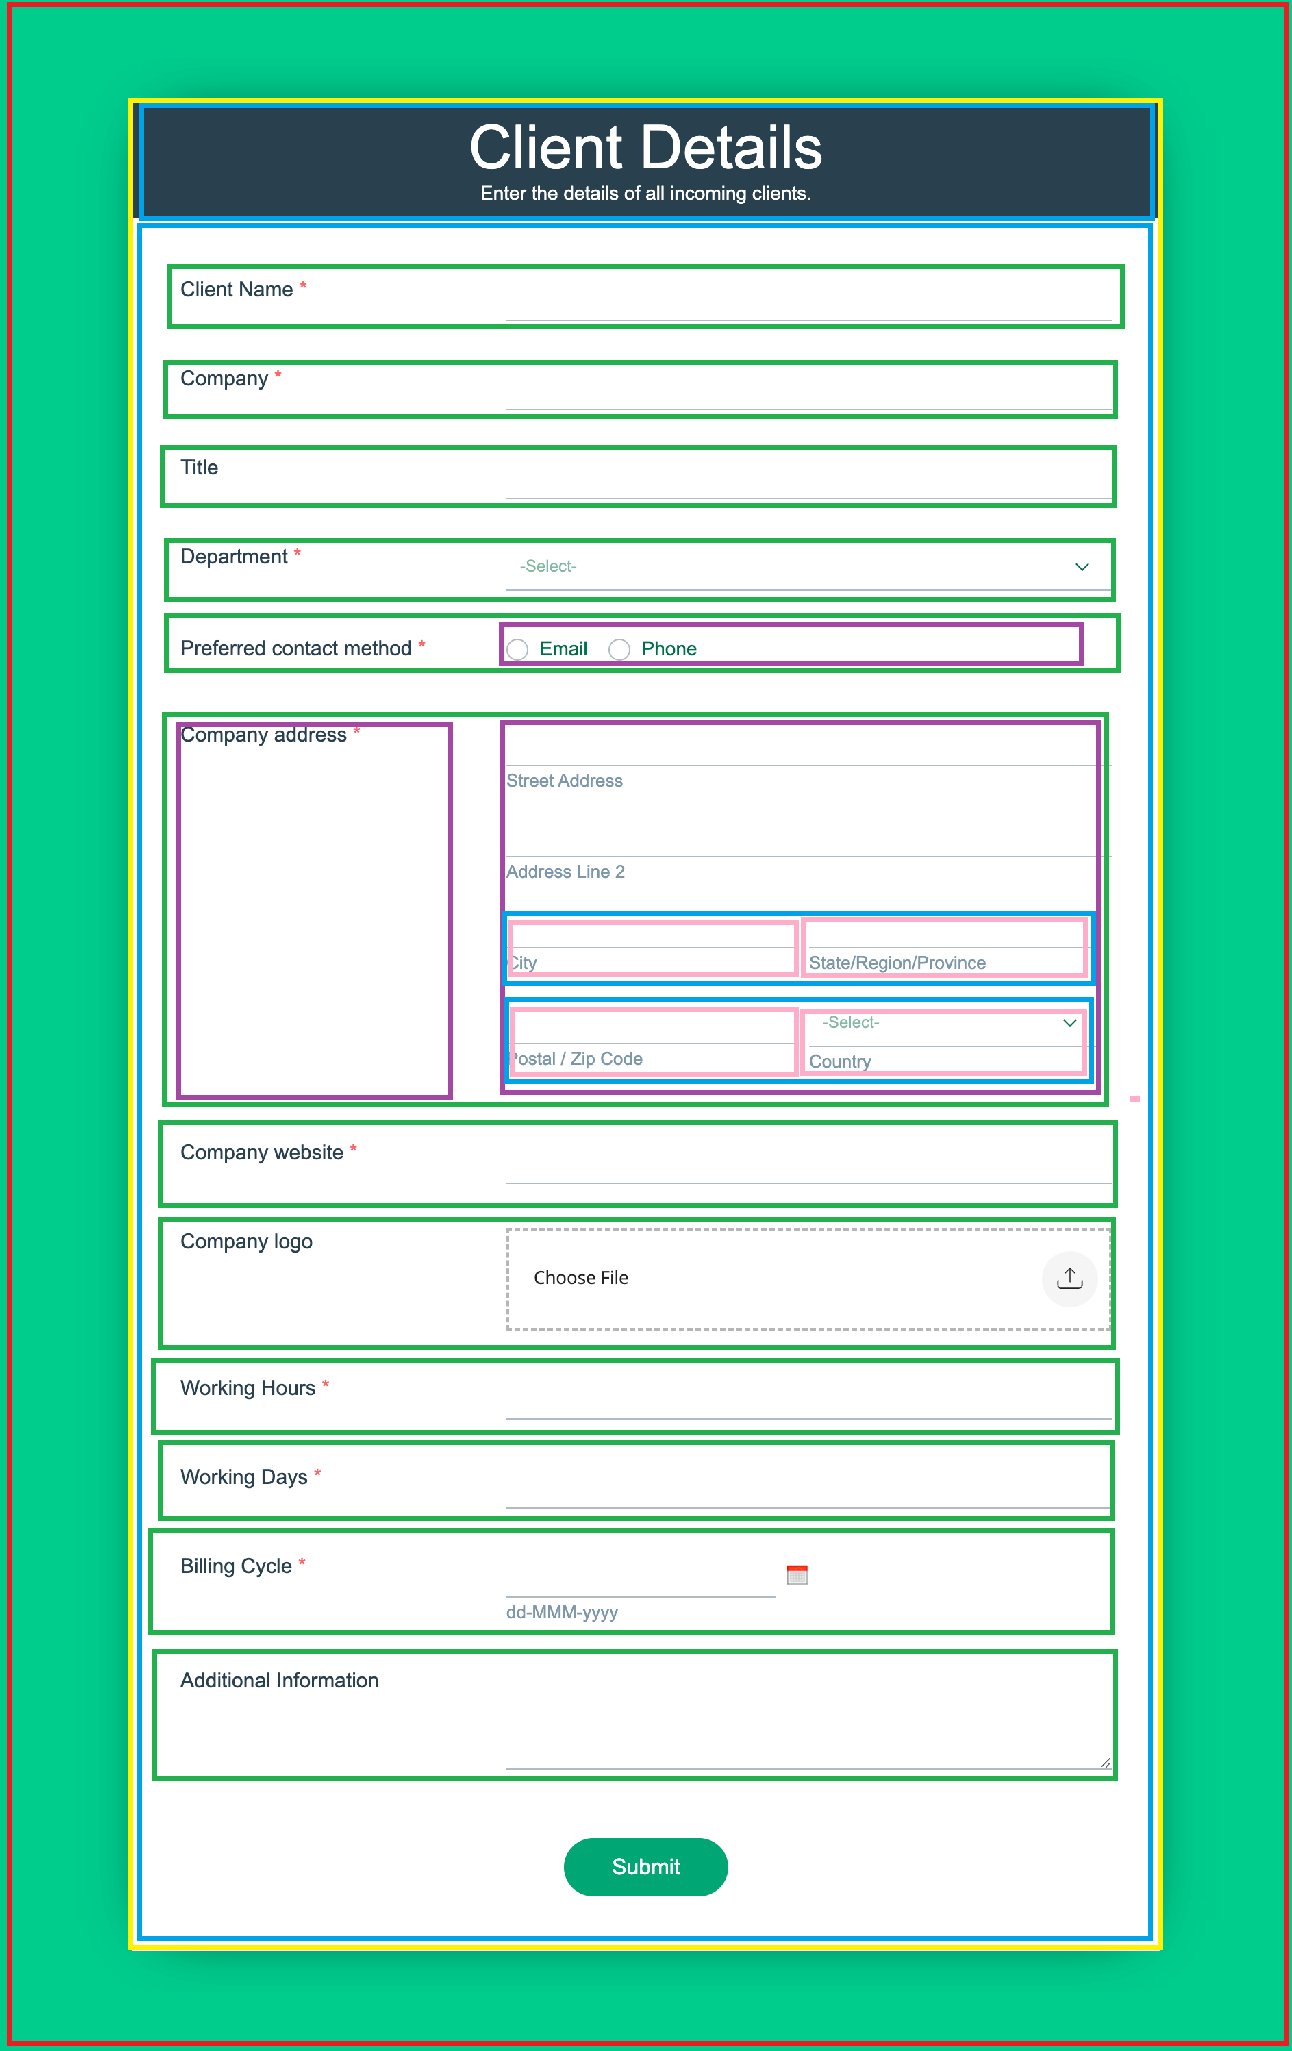 Client Details
Enter the details of all incoming clients.
Client Name *
Company *
Title
Department *
-Select-
Preferred contact method *
Email
Phone
Company address *
Street Address
Address Line 2
City
State/Region/Province
Postal / Zip Code
-Select-
Country
Company website *
Company logo
Choose File
Working Hours *
Working Days *
Billing Cycle *
dd-MMM-yyyy
Additional Information
Submit